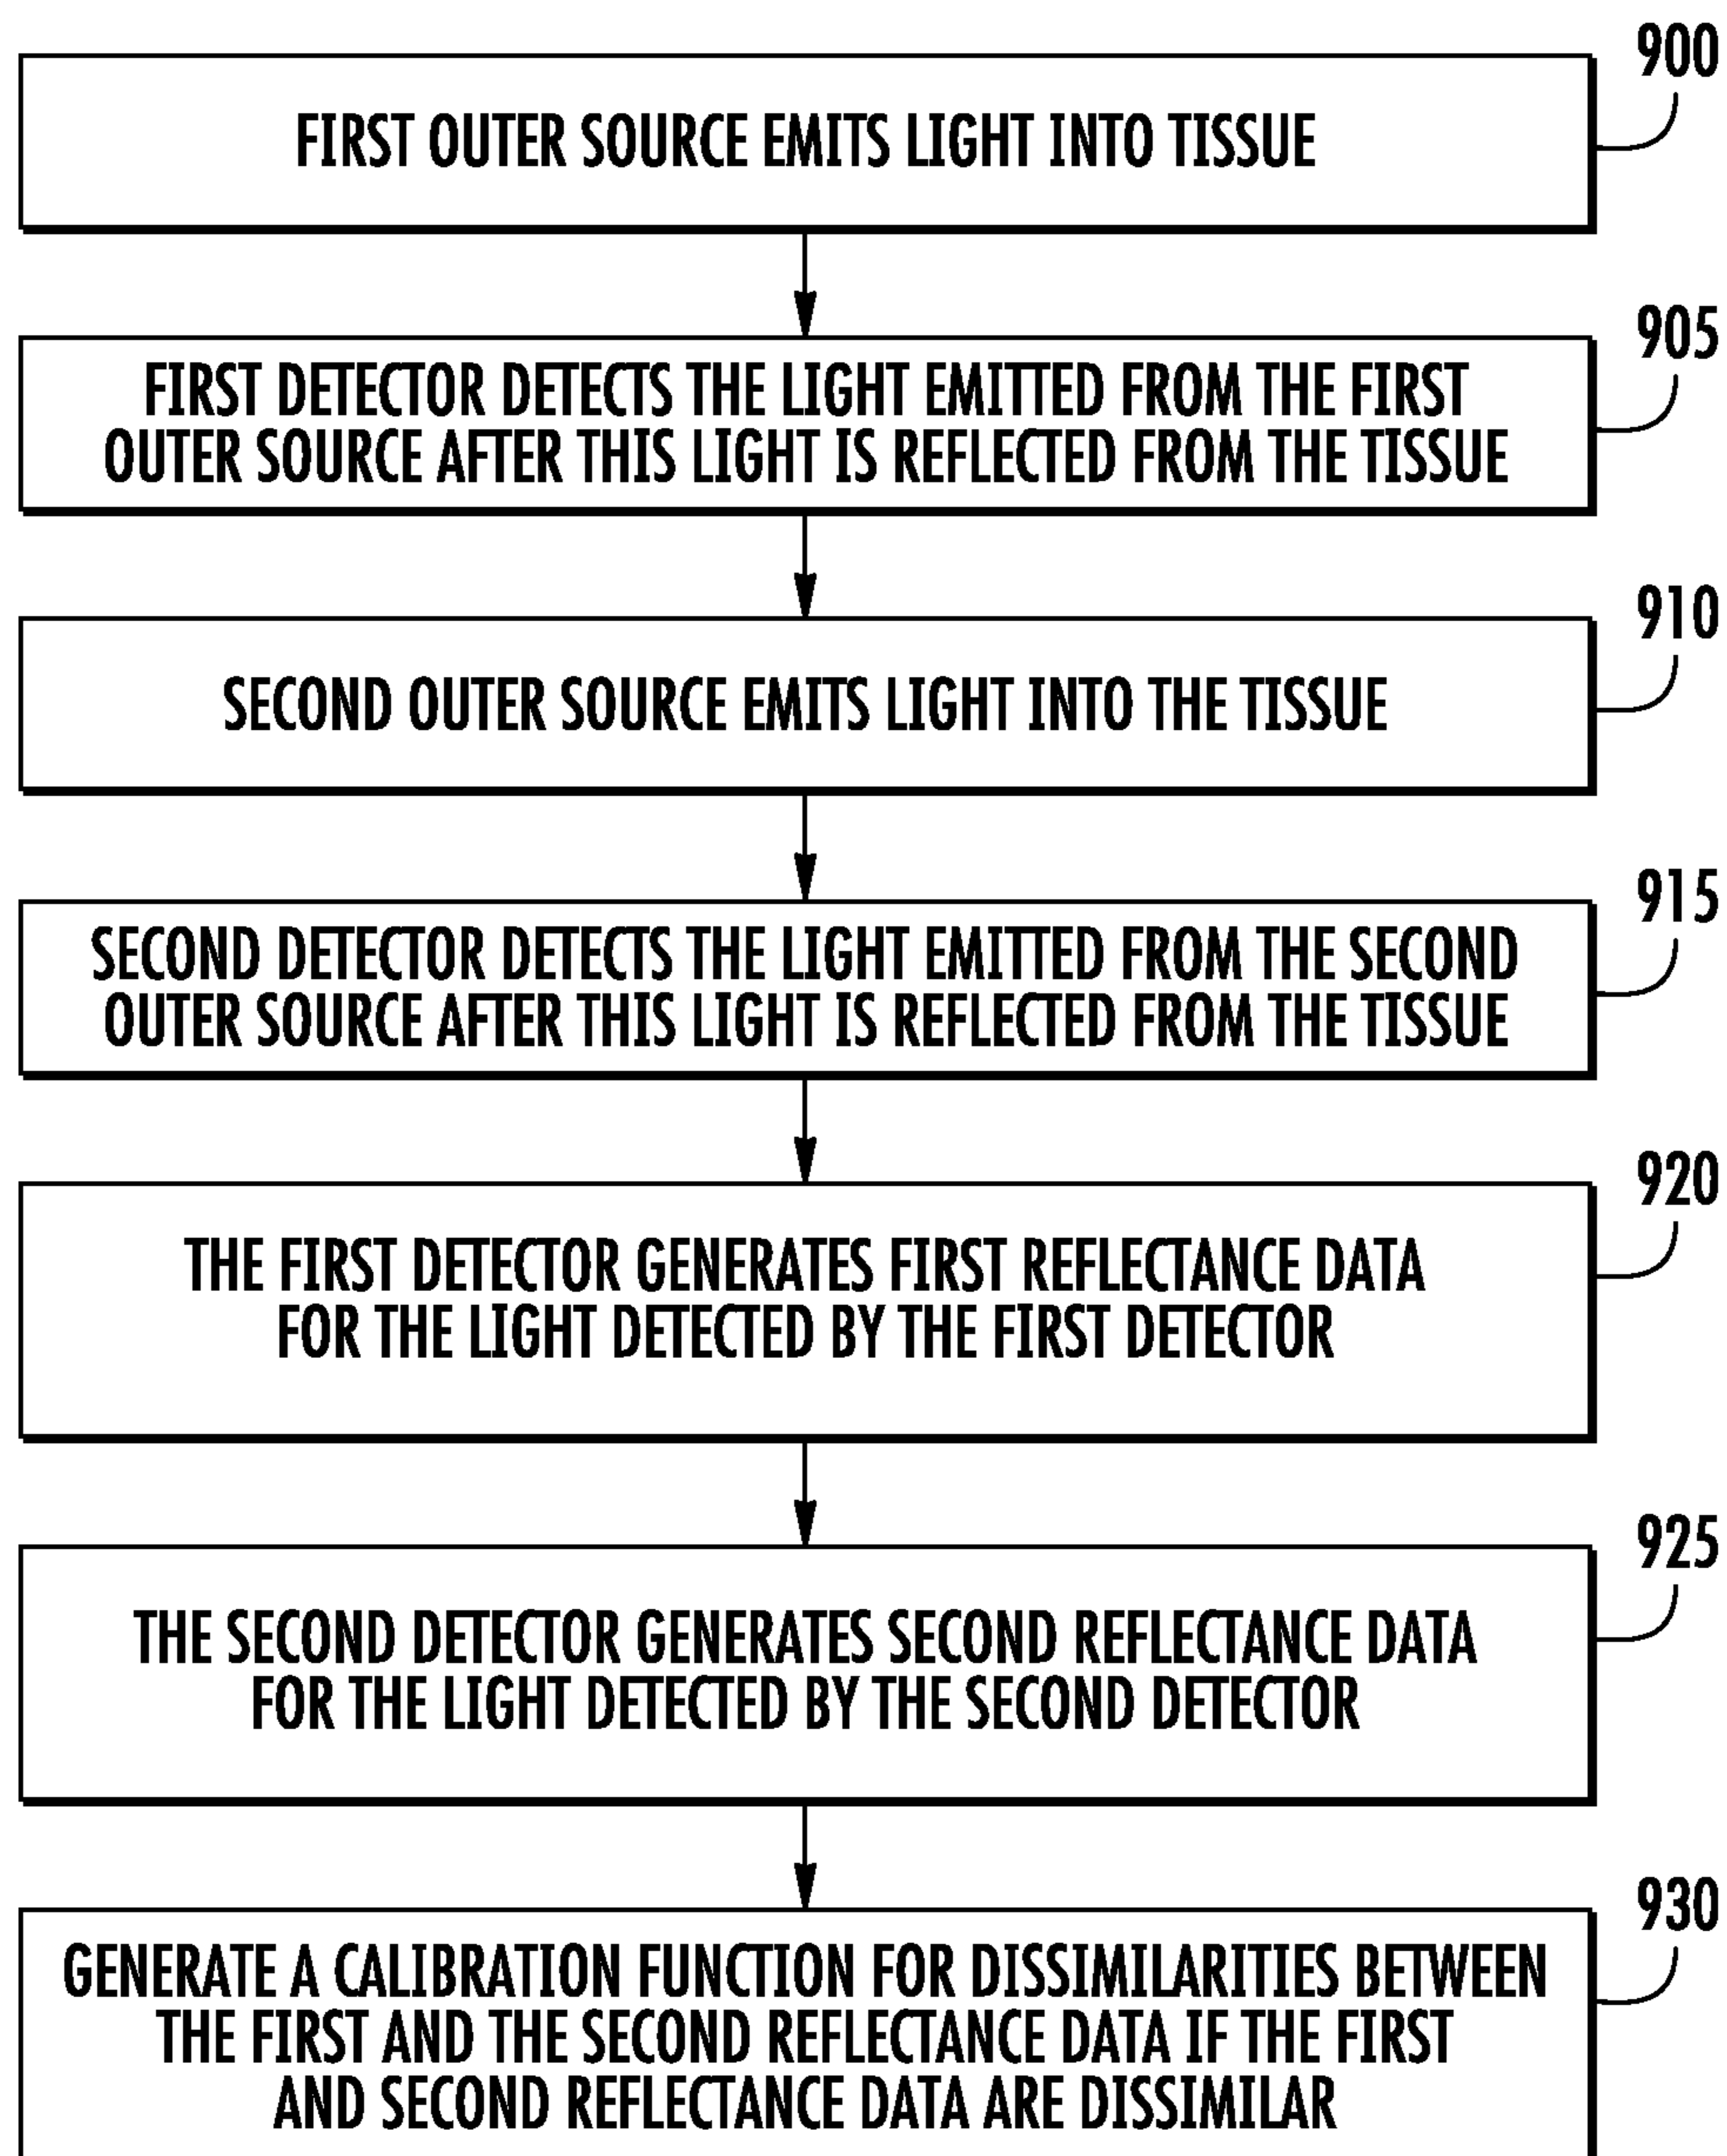 900
FIRST OUTER SOURCE EMITS LIGHT INTO TISSUE
905
FIRST DETECTOR DETECTS THE LIGHT EMITTED FROM THE FIRST
OUTER SOURCE AFTER THIS LIGHT IS REFLECTED FROM THE TISSUE
910
SECOND OUTER SOURCE EMITS LIGHT INTO THE TISSUE
915
SECOND DETECTOR DETECTS THE LIGHT EMITTED FROM THE SECOND
OUTER SOURCE AFTER THIS LIGHT IS REFLECTED FROM THE TISSUE
920
THE FIRST DETECTOR GENERATES FIRST REFLECTANCE DATA
FOR THE LIGHT DETECTED BY THE FIRST DETECTOR
925
THE SECOND DETECTOR GENERATES SECOND REFLECTANCE DATA
FOR THE LIGHT DETECTED BY THE SECOND DETECTOR
930
GENERATE A CALIBRATION FUNCTION FOR DISSIMILARITIES BETWEEN
THE FIRST AND THE SECOND REFLECTANCE DATA IF THE FIRST
AND SECOND REFLECTANCE DATA ARE DISSIMILAR